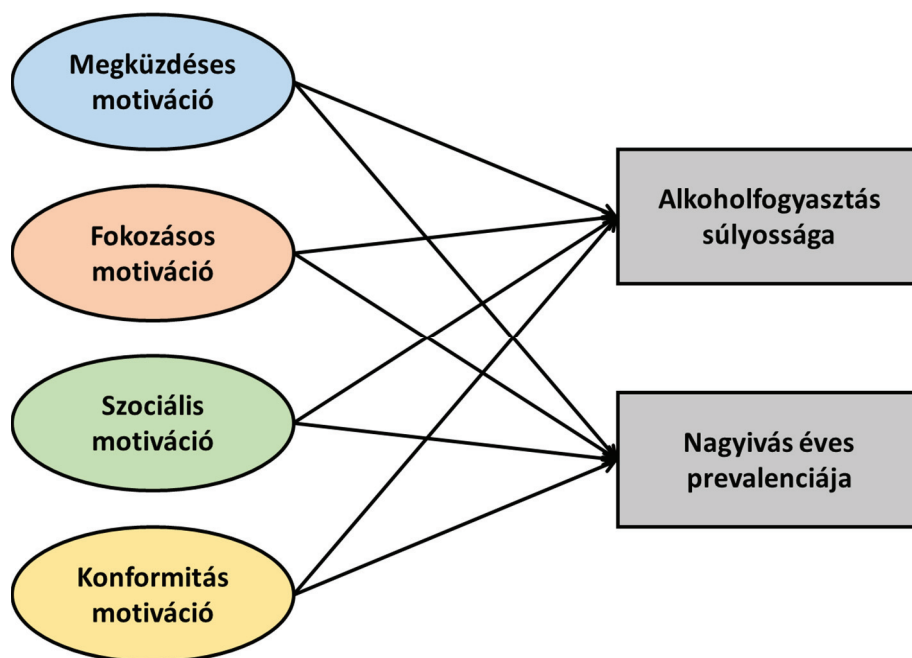 Megküzdéses
motiváció
Fokozásos
motiváció
Szociális
motiváció
Konformitás
motiváció
Alkoholfogyasztás
súlyossága
Nagyivás éves
prevalenciája